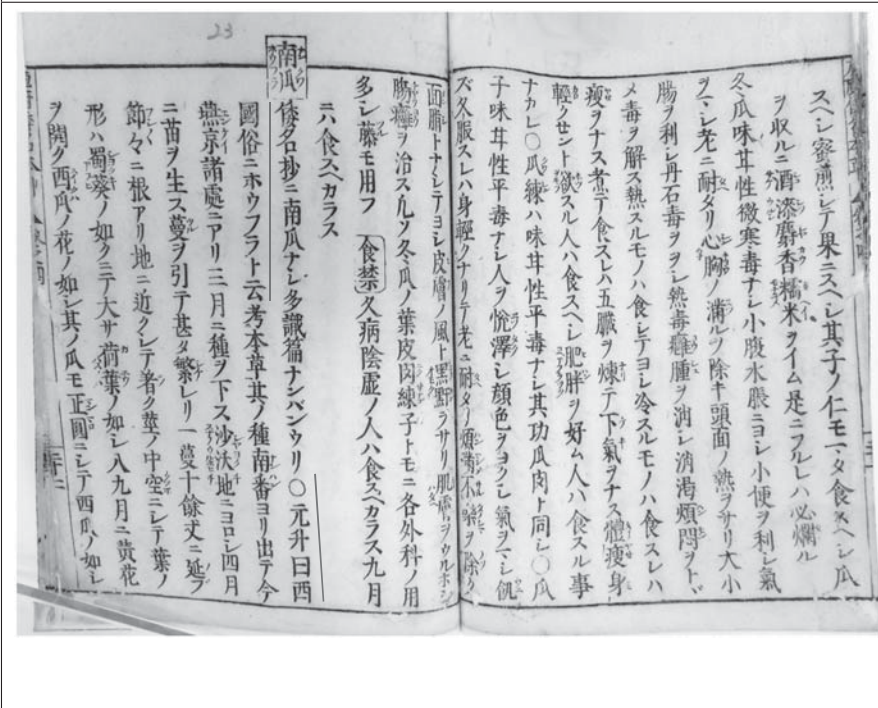 スヘシ蜜煎シテ果ニスヘシ其子ノ仁モ亦タ食スヘシ瓜
ヲ収ルニ酒漆麝香糯米ヲイム是ニフルレハ必爛ル
冬瓜味甘性微寒毒ナシ小腹水脹ニヨシ小便ヲ利シ氣
ヲマシ老ニ耐タリ心胸ノ滿ルヲ除キ頭面ノ熱ヲサリ大小
腸ヲ利シ丹石毒ヲヲシ熱毒癰腫ヲ消シ消渇煩悶ヲトヾ
メ毒ヲ解ス熱スルモノハ食シテヨシ冷スルモノハ食スレハ
瘦ヲナス煮テ食スレハ五臓ヲ煉テ下氣ヲナス體瘦身
輕クセント欲スル人ハ食スヘシ肥胖ヲ好ム人ハ食スル事
ナカレ〇瓜練ハ味甘性平毒ナシ其功瓜肉ト同シ〇瓜
子味甘性平毒ナシ人ヲ悦澤シ顔色ヲヨクシ氣ヲマシ飢
ズ久服スレハ身輕クナリテ老ニ耐タリ煩滿不樂ヲ除ク
23
面脂トナシテヨシ皮膚ノ風ト黑䵟ヲサリ肌膚ヲウルホシ
腸癰ヲ治ス凡ソ冬瓜ノ葉皮肉練子トモニ各外科ノ用
多シ藤モ用フ 食禁 久病陰虚ノ人ハ食スヘカラス九月
ニハ食スヘカラス
南瓜 倭名抄ニ南瓜ナシ多識篇ナンバンウリ〇元升曰西
國俗ニホウフラト云考本草其ノ種南番ヨリ出テ今
燕京諸處ニアリ三月ニ種ヲ下ス沙沃地ニヨロシ四月
ニ苗ヲ生ス蔓ヲ引テ甚タ繁レリ一蔓十餘丈ニ延ブ
節々ニ根アリ地ニ近クレテ着ク莖ノ中空ニシテ葉ノ
形ハ蜀葵ノ如クニテ大サ荷葉ノ如シ八九月ニ黄花
ヲ開ク西瓜ノ花ノ如シ其ノ瓜モ正圓ニシテ西瓜ノ如シ